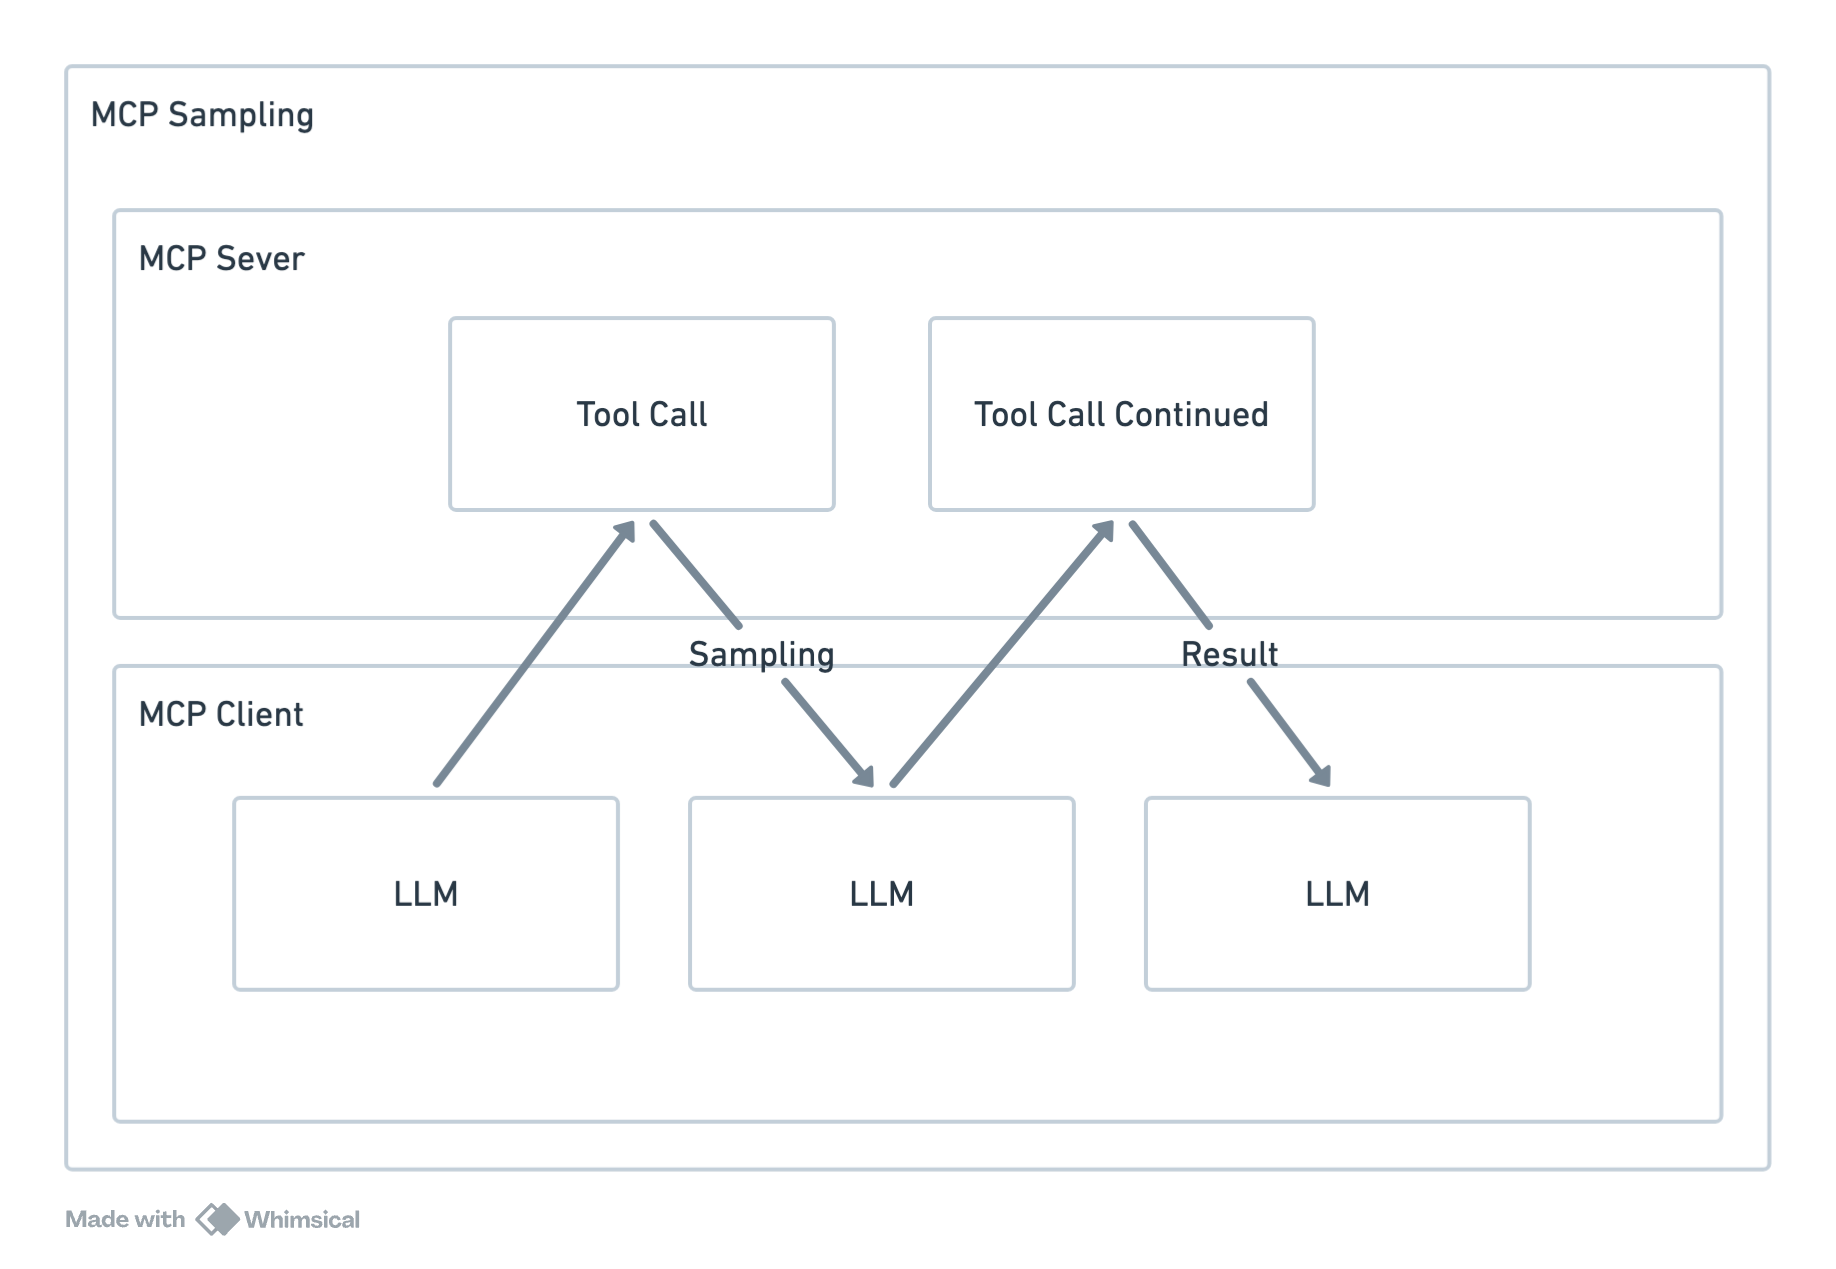 MCP Sampling
MCP Sever
Tool Call
Tool Call Continued
Sampling
Result
MCP Client
LLM
LLM
LLM
Made with Whimsical